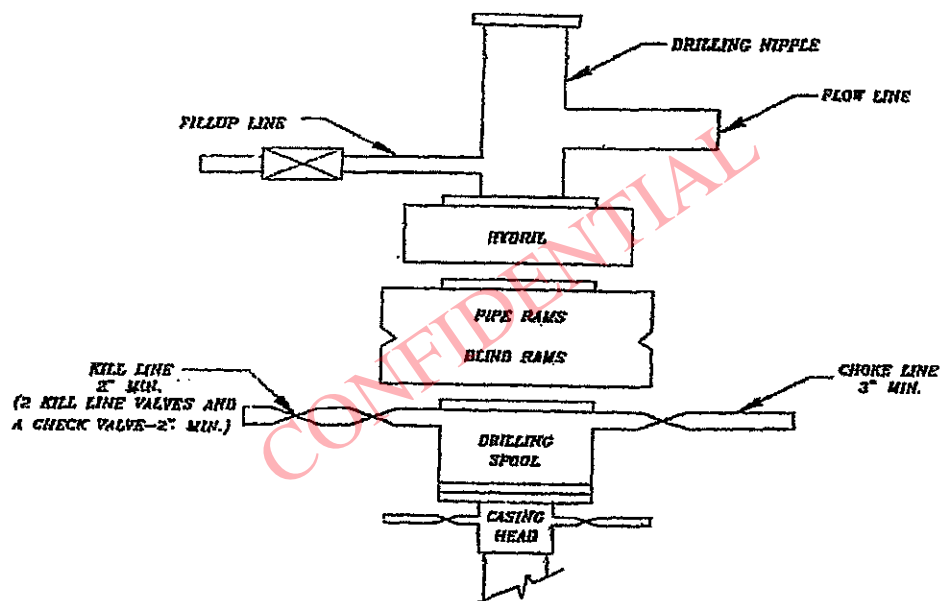 DRILLING NIPPLE
FLOW LINE
FILLUP LINE
HYDRIL
PIPE RAMS
BLIND RAMS
KILL LINE
2" MIN.
(2 KILL LINE VALVES AND
A CHECK VALVE-2" MIN.)
CHOKE LINE
3" MIN.
DRILLING
SPOOL
CASING
HEAD
CONFIDENTIAL